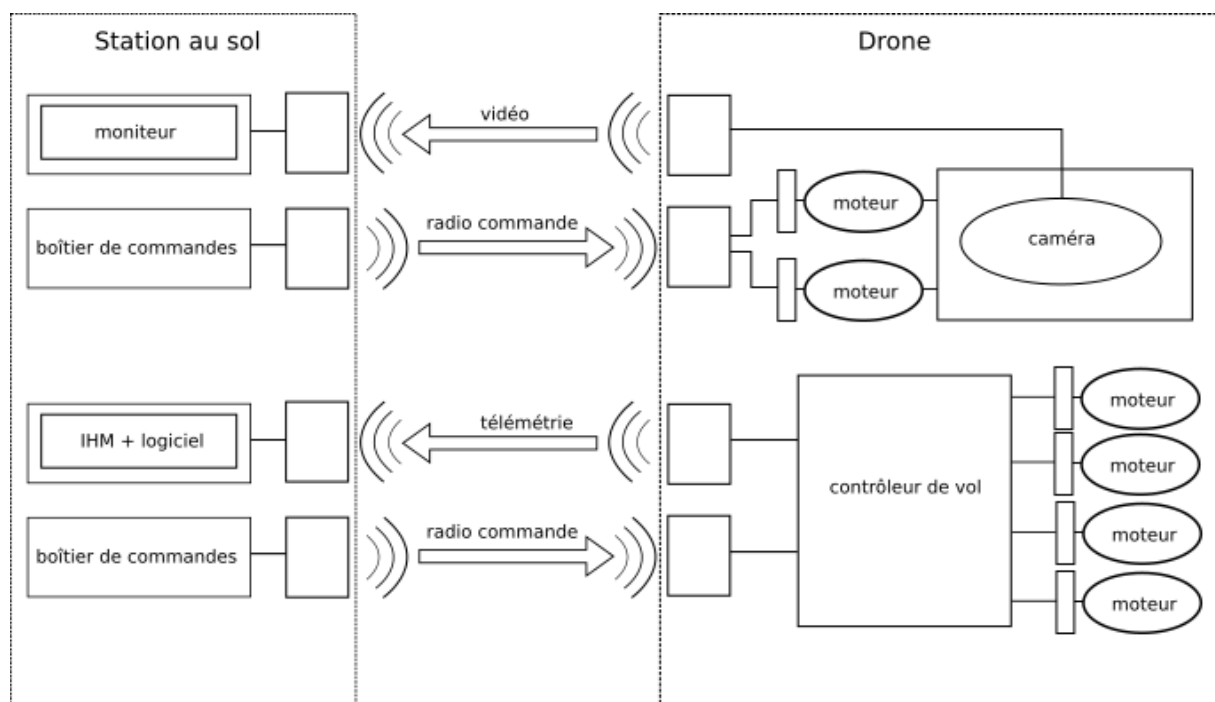 Station au sol
Drone
moniteur
vidéo
moteur
caméra
boîtier de commandes
radio commande
moteur
IHM + logiciel
télémétrie
contrôleur de vol
moteur
moteur
boîtier de commandes
radio commande
moteur
moteur